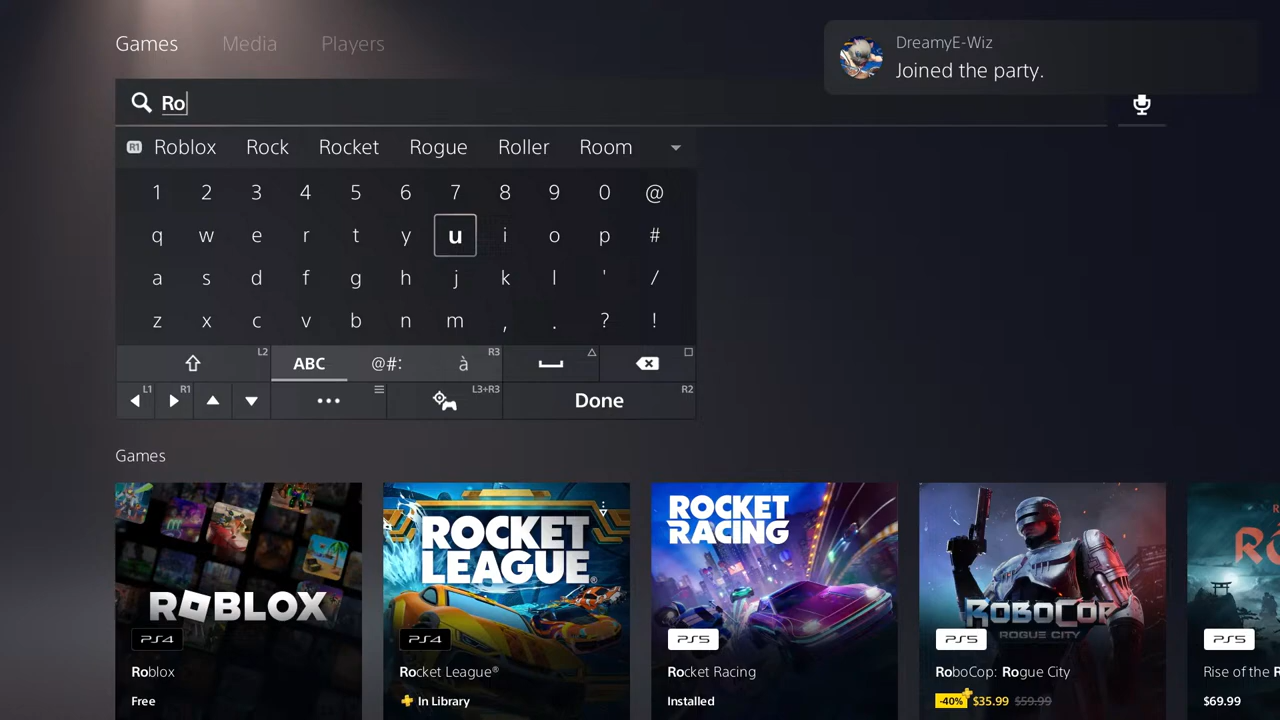 Games Media Players
DreamyE-Wiz
Joined the party.
Ro
R1 Roblox Rock Rocket Rogue Roller Room
1 2 3 4 5 6 7 8 9 0 @
q w e r t y u i o p #
a s d f g h j k l ' /
z x c v b n m , . ? !
L2 ABC @#: à R3
L1 R1 ... L3+R3 Done R2
Games
ROBLOX
PS4
Roblox
Free
ROCKET
LEAGUE®
PS4
Rocket League®
In Library
ROCKET
RACING
PS5
Rocket Racing
Installed
ROBOCOP
ROGUE CITY
PS5
RoboCop: Rogue City
-40% $35.99 $59.99
PS5
Rise of the R
$69.99